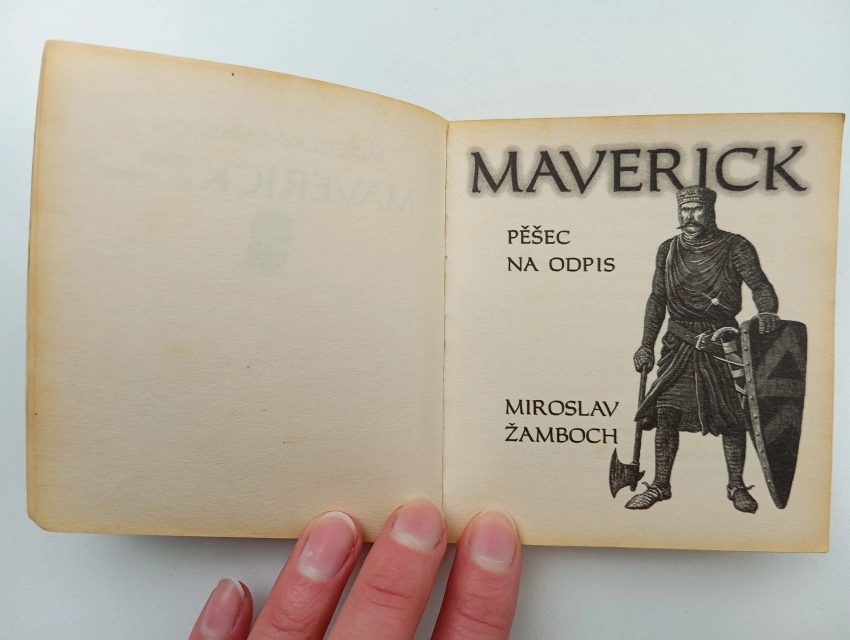 MAVERICK
PĚŠEC
NA ODPIS
MIROSLAV
ŽAMBOCH